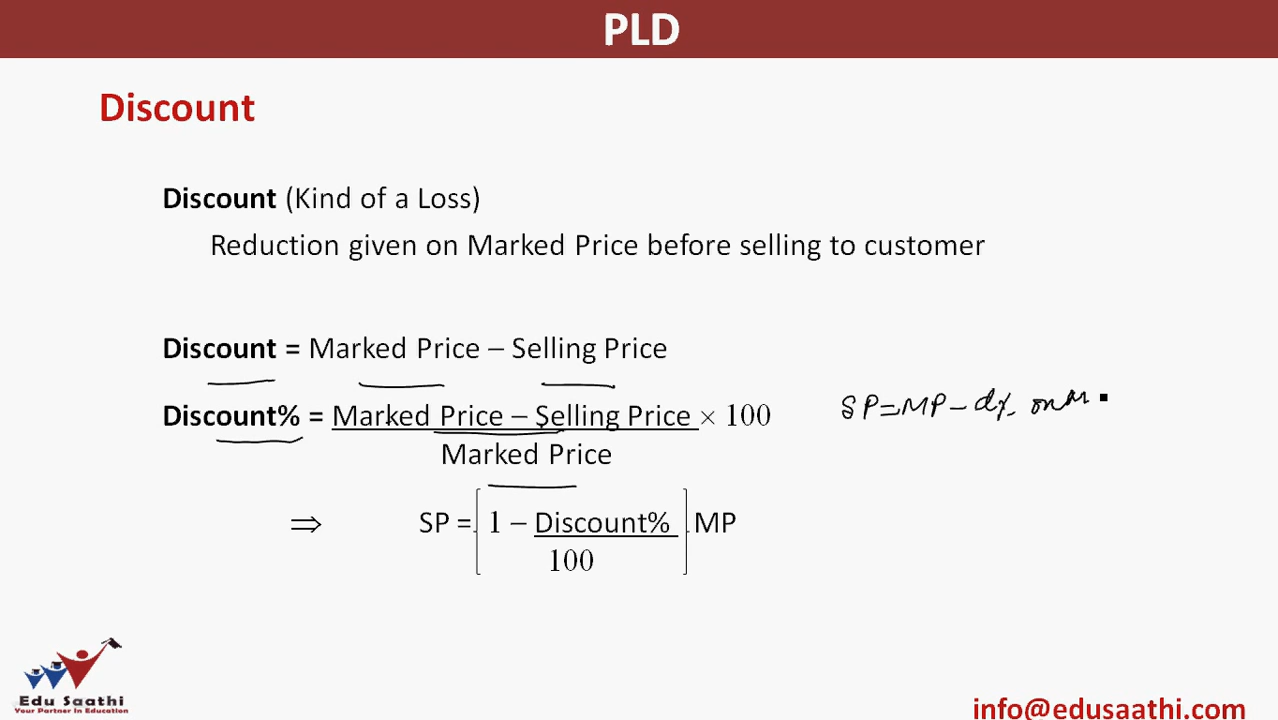 PLD
Discount
Discount (Kind of a Loss)
Reduction given on Marked Price before selling to customer
Discount = Marked Price – Selling Price
Discount% = Marked Price – Selling Price × 100
Marked Price
SP = MP – d% on M
⇒ SP = [ 1 – Discount% ] MP
100
Edu Saathi
Your Partner In Education
info@edusaathi.com